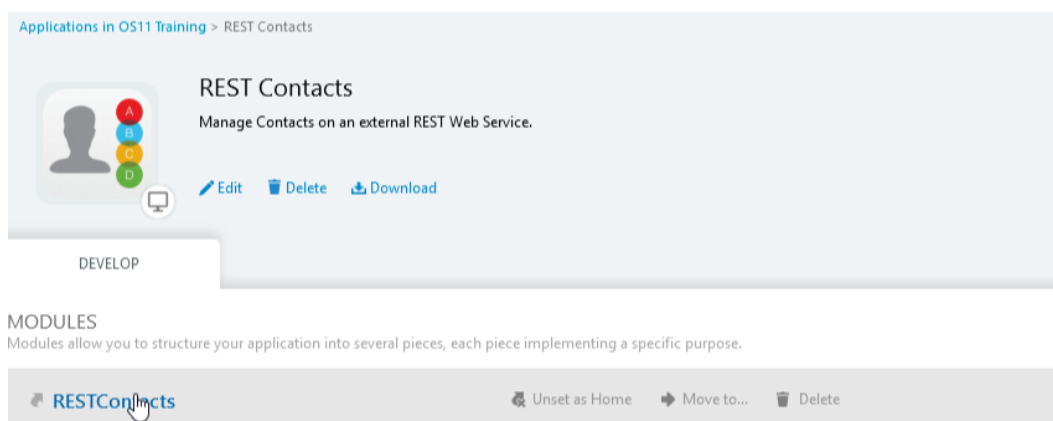 Applications in OS11 Training > REST Contacts
REST Contacts
Manage Contacts on an external REST Web Service.
A
B
C
D
Edit Delete Download
DEVELOP
MODULES
Modules allow you to structure your application into several pieces, each piece implementing a specific purpose.
RESTContacts Unset as Home Move to... Delete